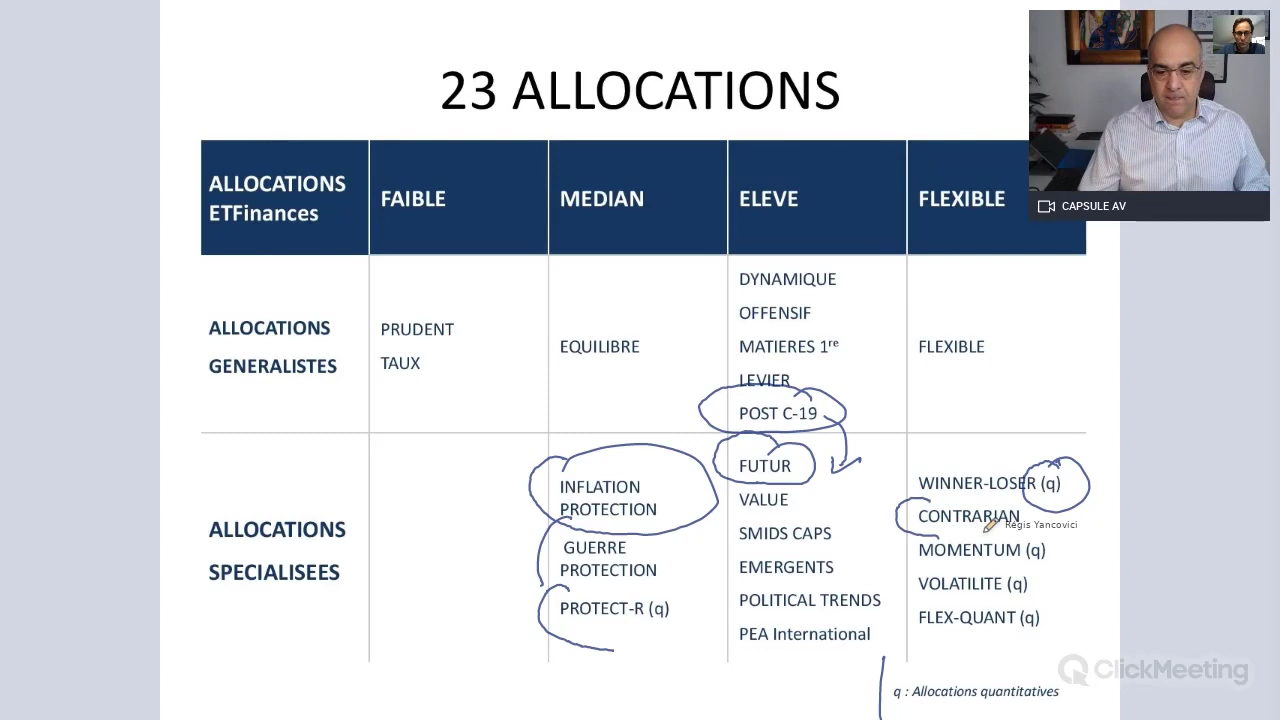 23 ALLOCATIONS
CAPSULE AV
ALLOCATIONS
ETFinances
FAIBLE
MEDIAN
ELEVE
FLEXIBLE
ALLOCATIONS
GENERALISTES
PRUDENT
TAUX
EQUILIBRE
DYNAMIQUE
OFFENSIF
MATIERES 1re
LEVIER
POST C-19
FLEXIBLE
ALLOCATIONS
SPECIALISEES
INFLATION
PROTECTION
GUERRE
PROTECTION
PROTECT-R (q)
FUTUR
VALUE
SMIDS CAPS
EMERGENTS
POLITICAL TRENDS
PEA International
WINNER-LOSER (q)
CONTRARIAN
Régis Yancovici
MOMENTUM (q)
VOLATILITE (q)
FLEX-QUANT (q)
ClickMeeting
q : Allocations quantitatives